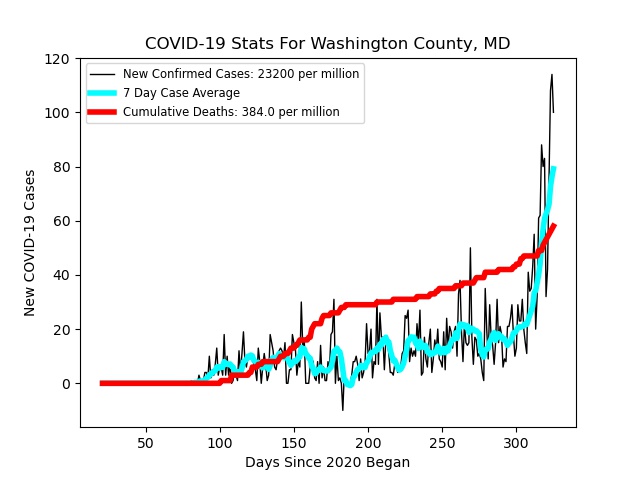 COVID-19 Stats For Washington County, MD
New Confirmed Cases: 23200 per million
7 Day Case Average
Cumulative Deaths: 384.0 per million
New COVID-19 Cases
120
100
80
60
40
20
0
50 100 150 200 250 300
Days Since 2020 Began